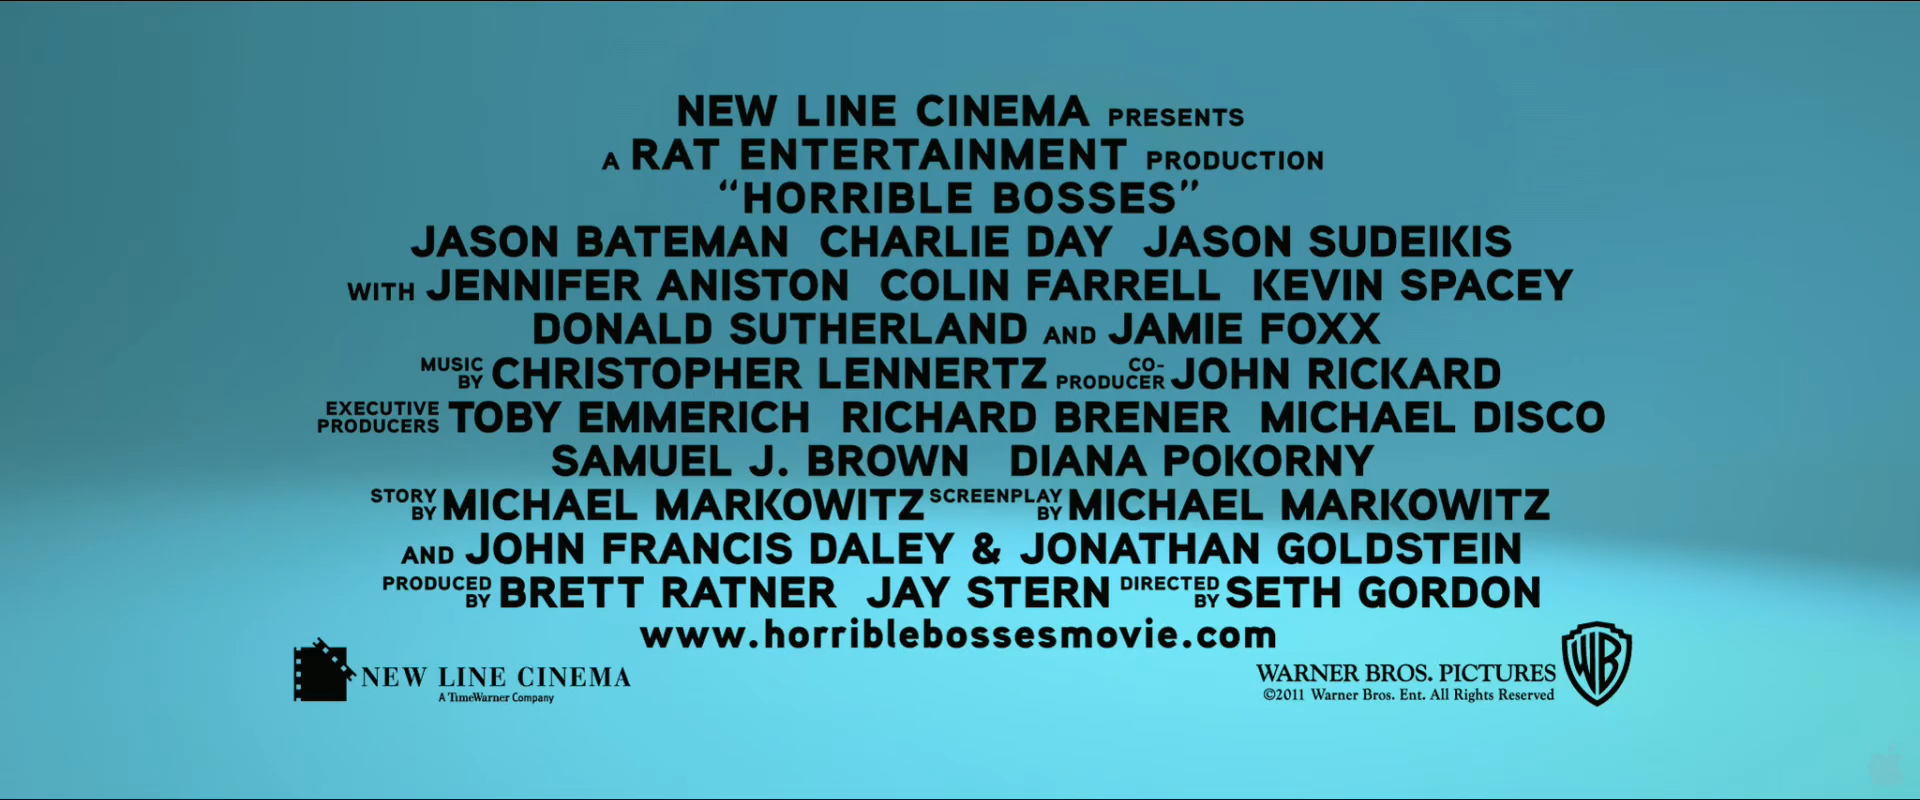 NEW LINE CINEMA PRESENTS
A RAT ENTERTAINMENT PRODUCTION
“HORRIBLE BOSSES”
JASON BATEMAN CHARLIE DAY JASON SUDEIKIS
WITH JENNIFER ANISTON COLIN FARRELL KEVIN SPACEY
DONALD SUTHERLAND AND JAMIE FOXX
MUSIC BY CHRISTOPHER LENNERTZ CO-PRODUCER JOHN RICKARD
EXECUTIVE PRODUCERS TOBY EMMERICH RICHARD BRENER MICHAEL DISCO
SAMUEL J. BROWN DIANA POKORNY
STORY BY MICHAEL MARKOWITZ SCREENPLAY BY MICHAEL MARKOWITZ
AND JOHN FRANCIS DALEY & JONATHAN GOLDSTEIN
PRODUCED BY BRETT RATNER JAY STERN DIRECTED BY SETH GORDON
www.horriblebossesmovie.com
NEW LINE CINEMA
A TimeWarner Company
WARNER BROS. PICTURES
©2011 Warner Bros. Ent. All Rights Reserved
WB